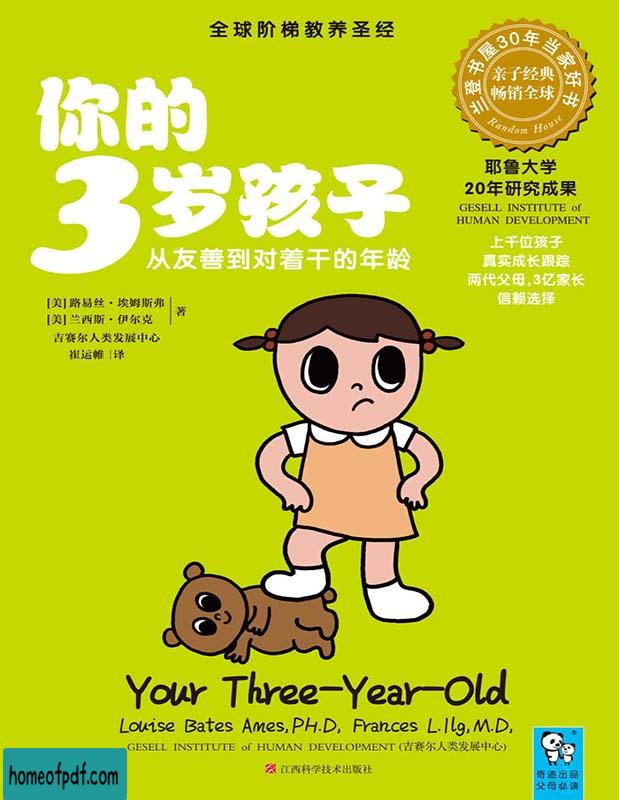 全球阶梯教养圣经
兰登书屋30年当家好书
亲子经典
畅销全球
Random House
你的
3岁孩子
从友善到对着干的年龄
耶鲁大学
20年研究成果
GESELL INSTITUTE of
HUMAN DEVELOPMENT
上千位孩子
真实成长跟踪
两代父母,3亿家长
信赖选择
[美]路易丝·埃姆斯弗
[美]兰西斯·伊尔克
著
吉赛尔人类发展中心
崔运帷|译
Your Three-Year-Old
Louise Bates Ames,PH.D, Frances L.Ilg,M.D,
GESELL INSTITUTE of HUMAN DEVELOPMENT (吉赛尔人类发展中心)
江西科学技术出版社
奇迹出品
父母必读
homeofpdf.com